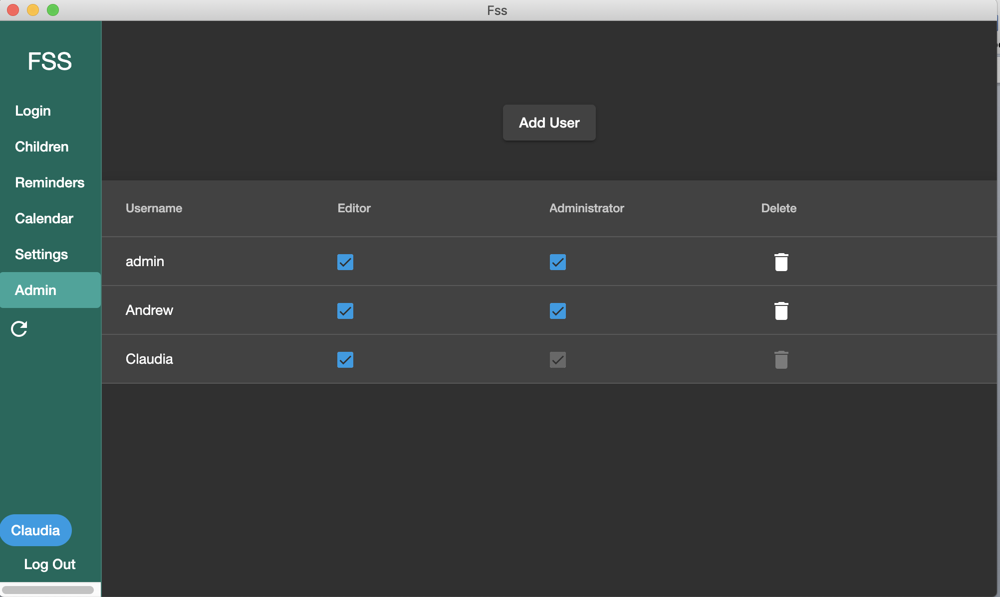 Fss
FSS
Login
Children
Reminders
Calendar
Settings
Admin
Claudia
Log Out
Add User
Username Editor Administrator Delete
admin
Andrew
Claudia